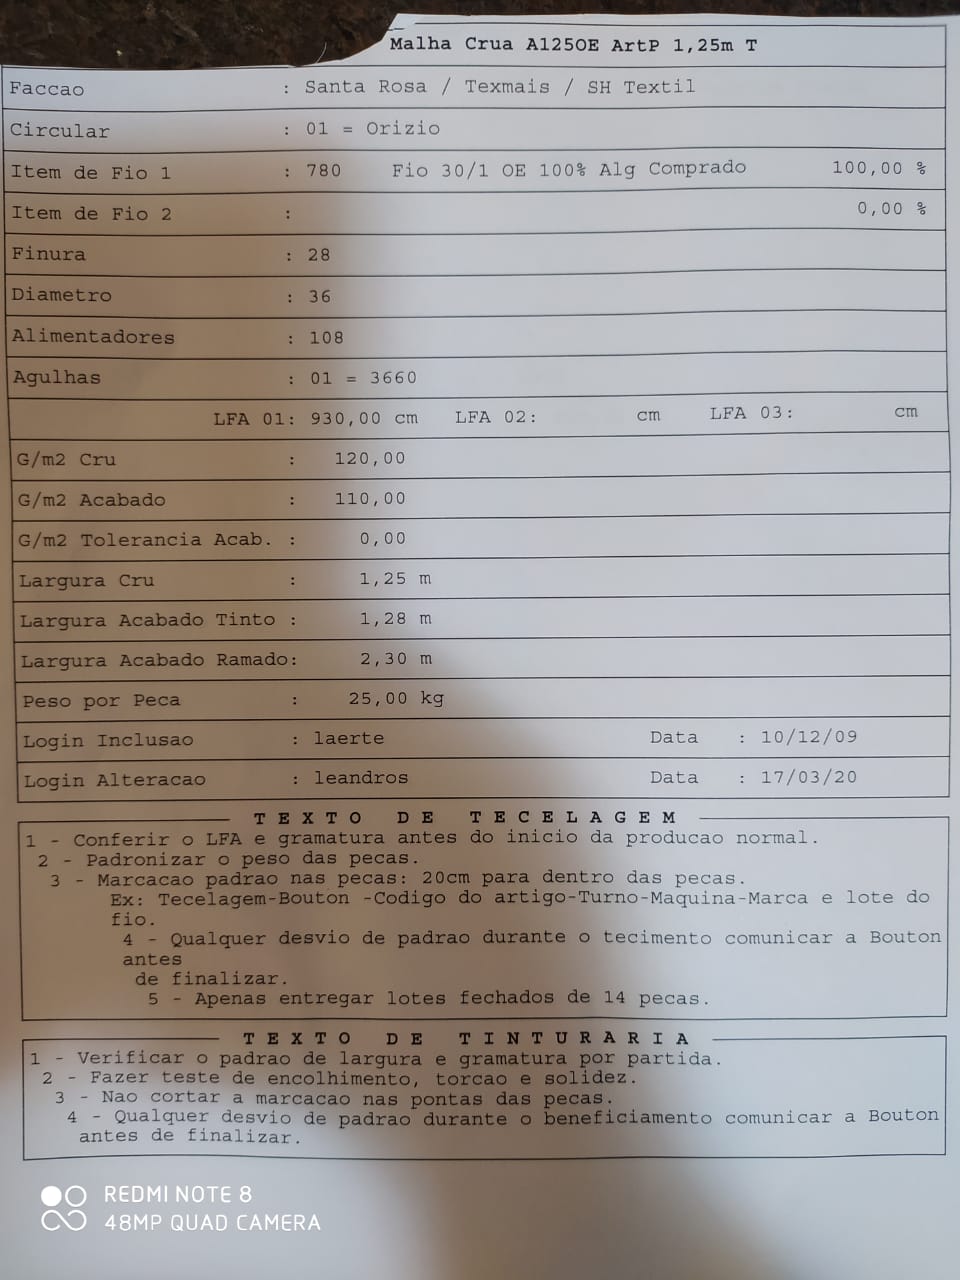 Malha Crua A125OE ArtP 1,25m T
Faccao : Santa Rosa / Texmais / SH Textil
Circular : 01 = Orizio
Item de Fio 1 : 780 Fio 30/1 OE 100% Alg Comprado 100,00 %
Item de Fio 2 : 0,00 %
Finura : 28
Diametro : 36
Alimentadores : 108
Agulhas : 01 = 3660
LFA 01: 930,00 cm LFA 02: cm LFA 03: cm
G/m2 Cru : 120,00
G/m2 Acabado : 110,00
G/m2 Tolerancia Acab. : 0,00
Largura Cru : 1,25 m
Largura Acabado Tinto : 1,28 m
Largura Acabado Ramado: 2,30 m
Peso por Peca : 25,00 kg
Login Inclusao : laerte Data : 10/12/09
Login Alteracao : leandros Data : 17/03/20
TEXTO DE TECELAGEM
1 - Conferir o LFA e gramatura antes do inicio da producao normal.
2 - Padronizar o peso das pecas.
3 - Marcacao padrao nas pecas: 20cm para dentro das pecas.
Ex: Tecelagem-Bouton -Codigo do artigo-Turno-Maquina-Marca e lote do
fio.
4 - Qualquer desvio de padrao durante o tecimento comunicar a Bouton
antes
de finalizar.
5 - Apenas entregar lotes fechados de 14 pecas.
TEXTO DE TINTURARIA
1 - Verificar o padrao de largura e gramatura por partida.
2 - Fazer teste de encolhimento, torcao e solidez.
3 - Nao cortar a marcacao nas pontas das pecas.
4 - Qualquer desvio de padrao durante o beneficiamento comunicar a Bouton
antes de finalizar.
REDMI NOTE 8
48MP QUAD CAMERA